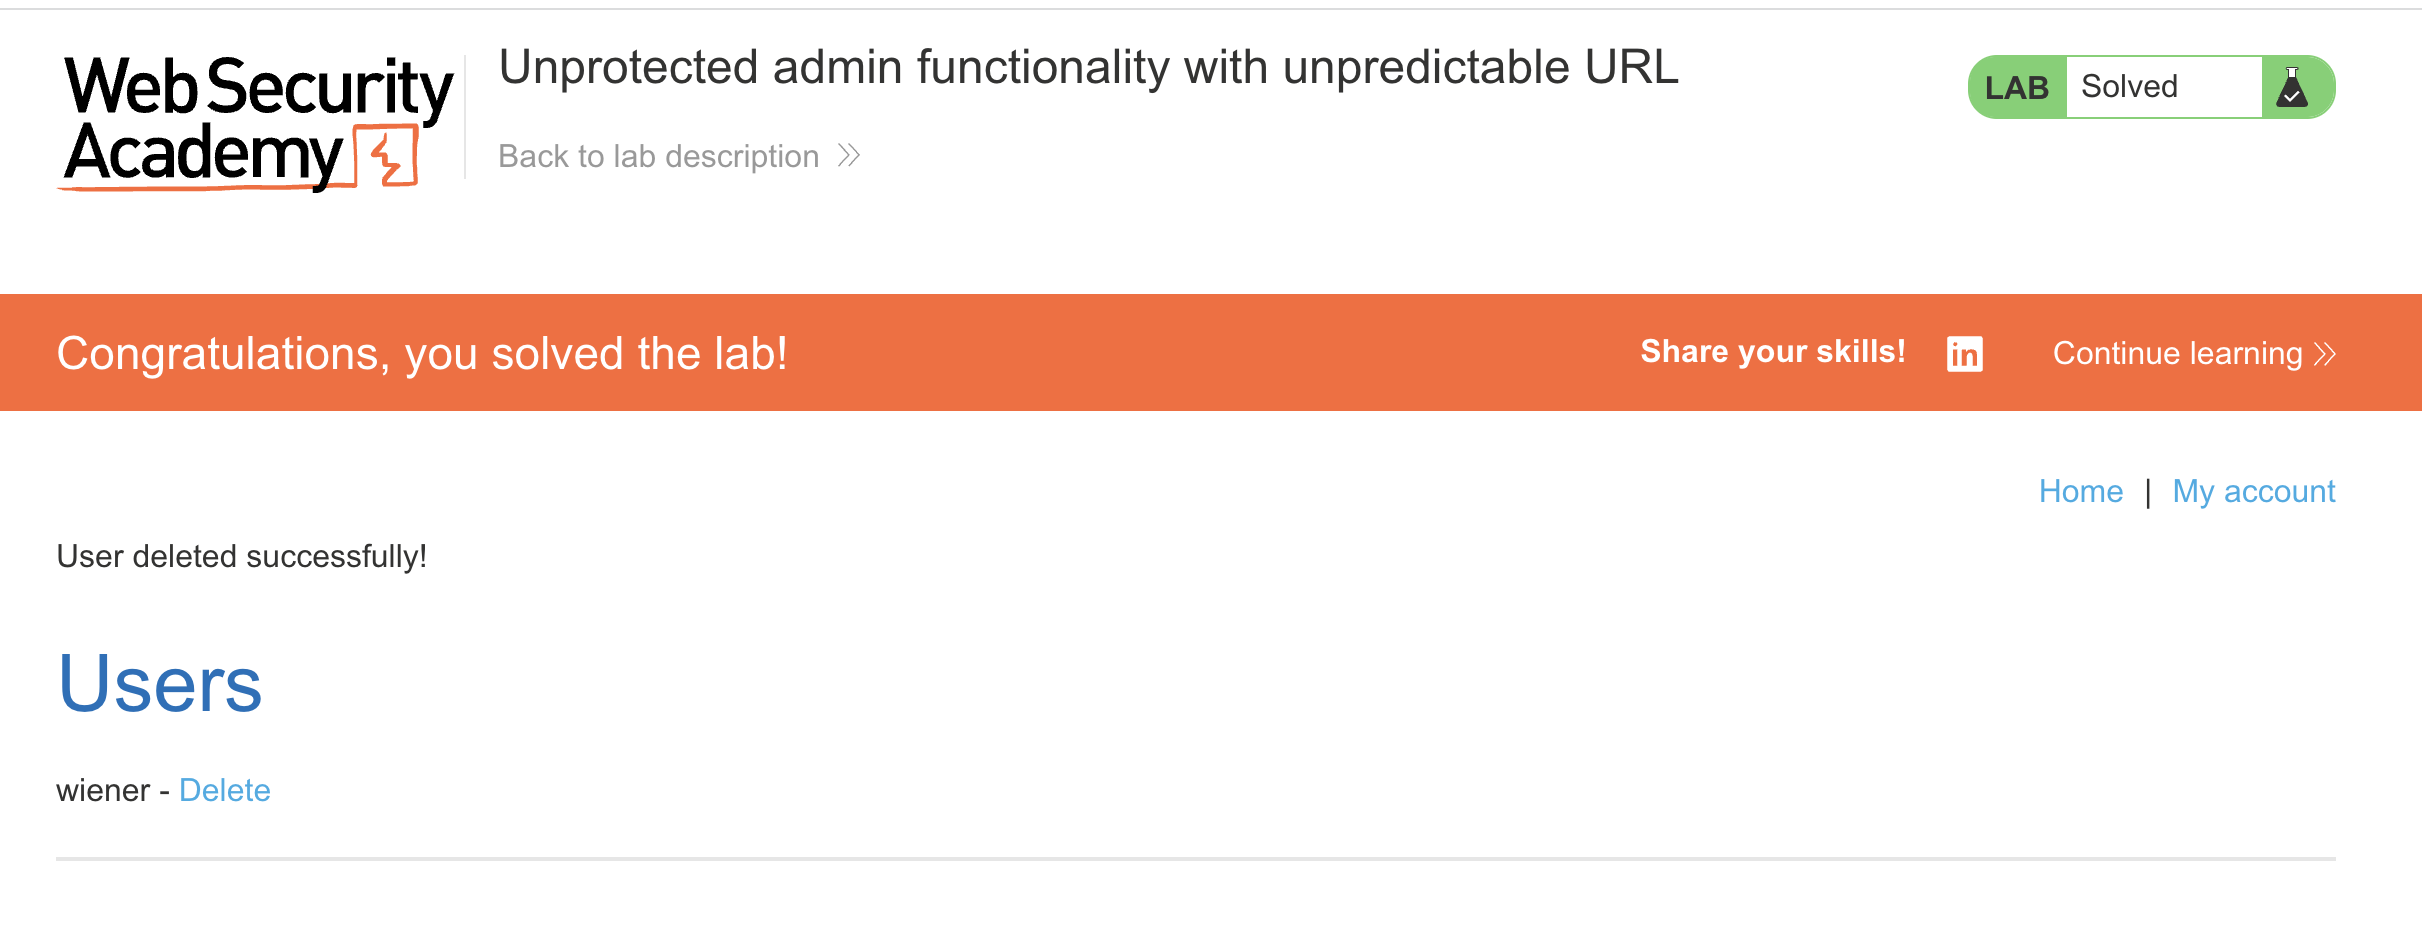 Web Security
Academy
Unprotected admin functionality with unpredictable URL
Back to lab description
LAB Solved
Congratulations, you solved the lab!
Share your skills! in Continue learning
Home | My account
User deleted successfully!
Users
wiener - Delete